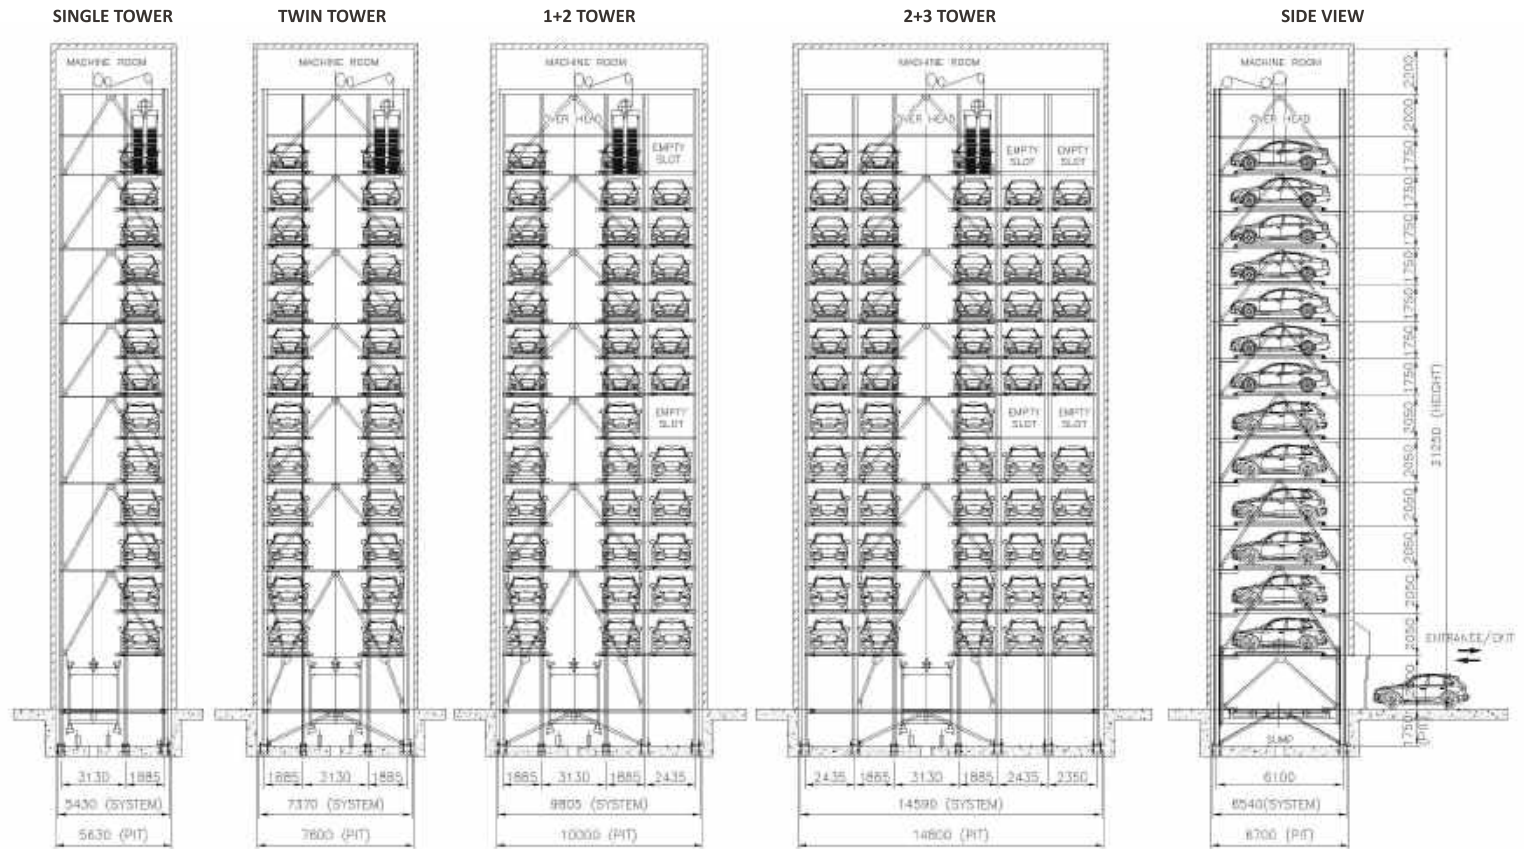 SINGLE TOWER
TWIN TOWER
1+2 TOWER
2+3 TOWER
SIDE VIEW
MACHINE ROOM
MACHINE ROOM
MACHINE ROOM
MACHINE ROOM
MACHINE ROOM
2200
OVER HEAD
OVER HEAD
OVER HEAD
2000
EMPTY
SLOT
EMPTY
SLOT
EMPTY
SLOT
1750
1750
1750
1750
1750
1750
1750
EMPTY
SLOT
EMPTY
SLOT
EMPTY
SLOT
2050
2050
2050
2050
2050
2050
31250 (HEIGHT)
ENTRANCE/EXIT
1750
(PIT)
SUMP
3130 1885
1885 3130 1885
1885 3130 1885 2435
2435 1885 3130 1885 2435 2350
6100
5430 (SYSTEM)
7370 (SYSTEM)
9805 (SYSTEM)
14590 (SYSTEM)
6540(SYSTEM)
5630 (PIT)
7600 (PIT)
10000 (PIT)
14800 (PIT)
6700 (PIT)